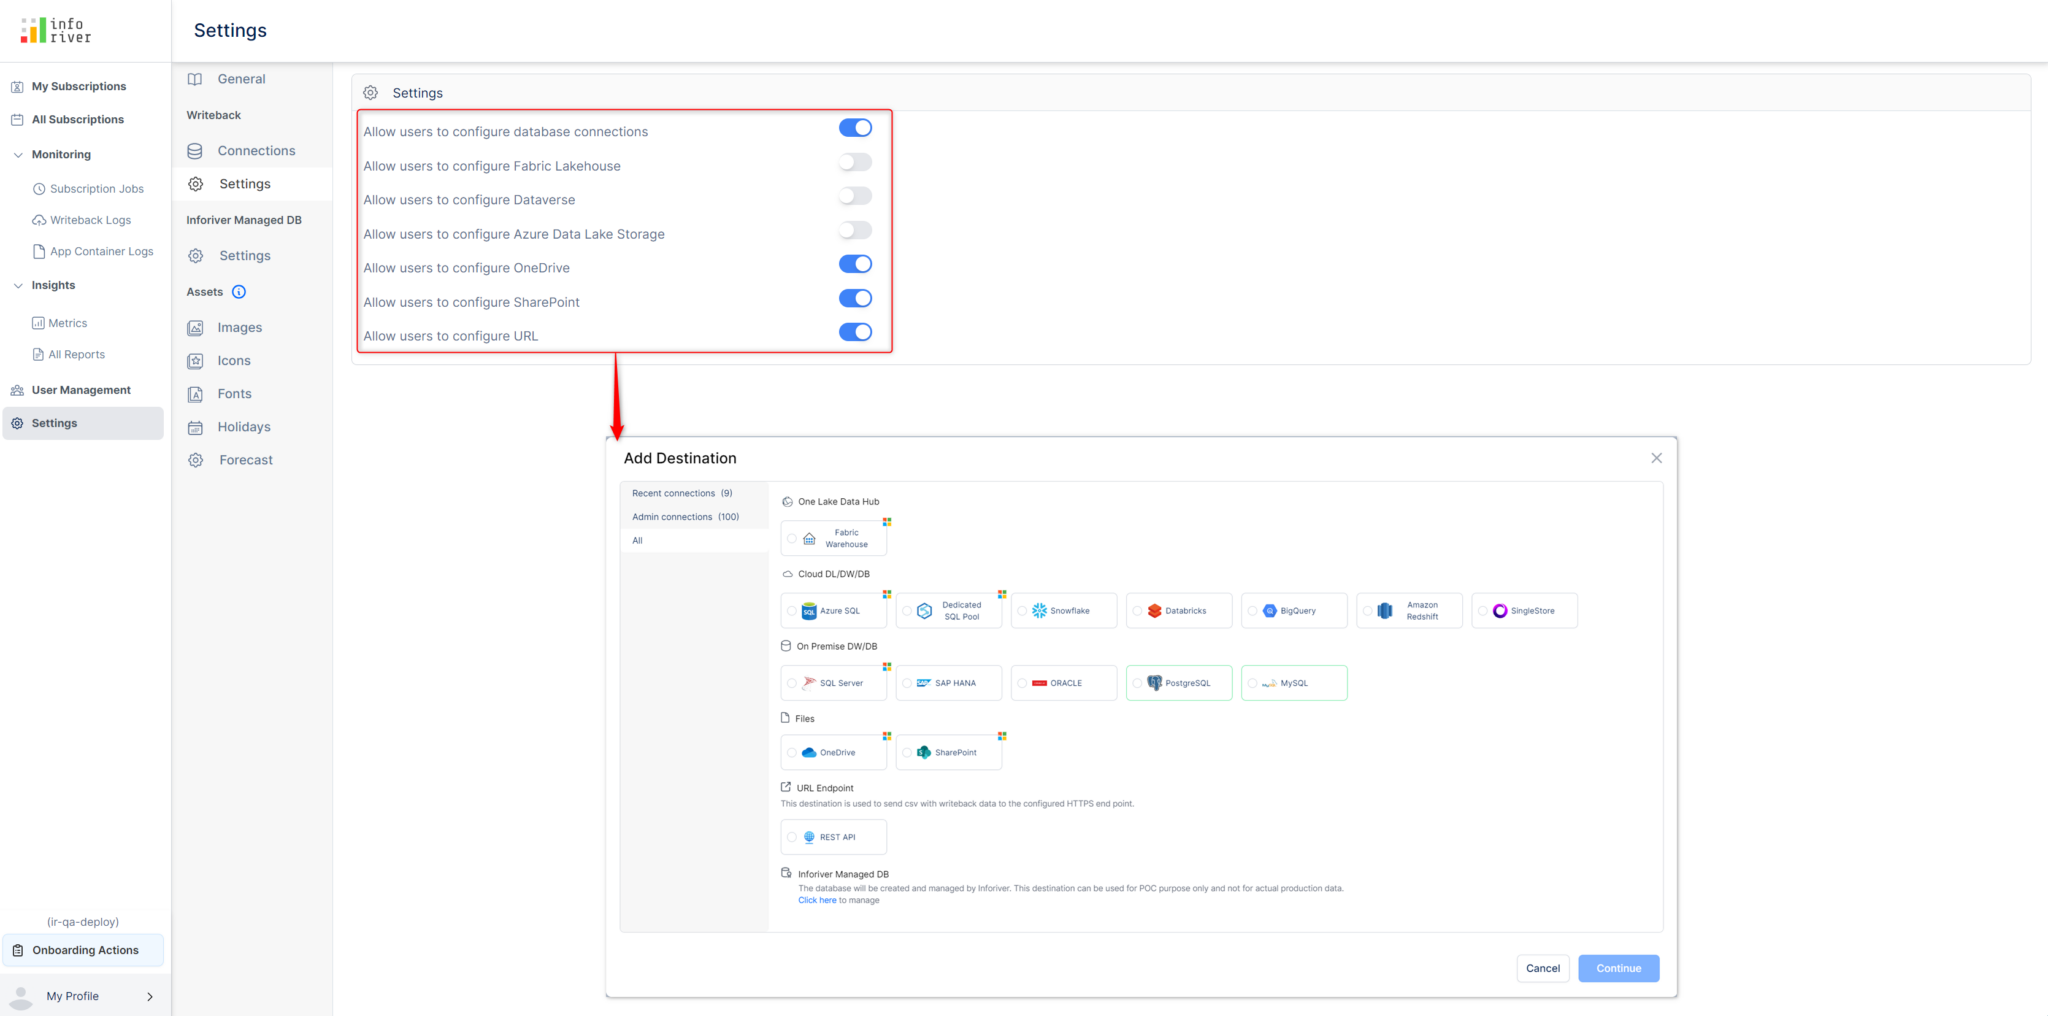 info
river
Settings
My Subscriptions
All Subscriptions
Monitoring
Subscription Jobs
Writeback Logs
App Container Logs
Insights
Metrics
All Reports
User Management
Settings
(ir-qa-deploy)
Onboarding Actions
My Profile
General
Writeback
Connections
Settings
Inforiver Managed DB
Settings
Assets
Images
Icons
Fonts
Holidays
Forecast
Settings
Allow users to configure database connections
Allow users to configure Fabric Lakehouse
Allow users to configure Dataverse
Allow users to configure Azure Data Lake Storage
Allow users to configure OneDrive
Allow users to configure SharePoint
Allow users to configure URL
Add Destination
Recent connections (9)
Admin connections (100)
All
One Lake Data Hub
Fabric
Warehouse
Cloud DL/DW/DB
SQL Azure SQL
Dedicated
SQL Pool
Snowflake
Databricks
BigQuery
Amazon
Redshift
SingleStore
On Premise DW/DB
SQL Server
SAP SAP HANA
ORACLE
PostgreSQL
MySQL
Files
OneDrive
SharePoint
URL Endpoint
This destination is used to send csv with writeback data to the configured HTTPS end point.
REST API
Inforiver Managed DB
The database will be created and managed by Inforiver. This destination can be used for POC purpose only and not for actual production data.
Click here to manage
Cancel
Continue